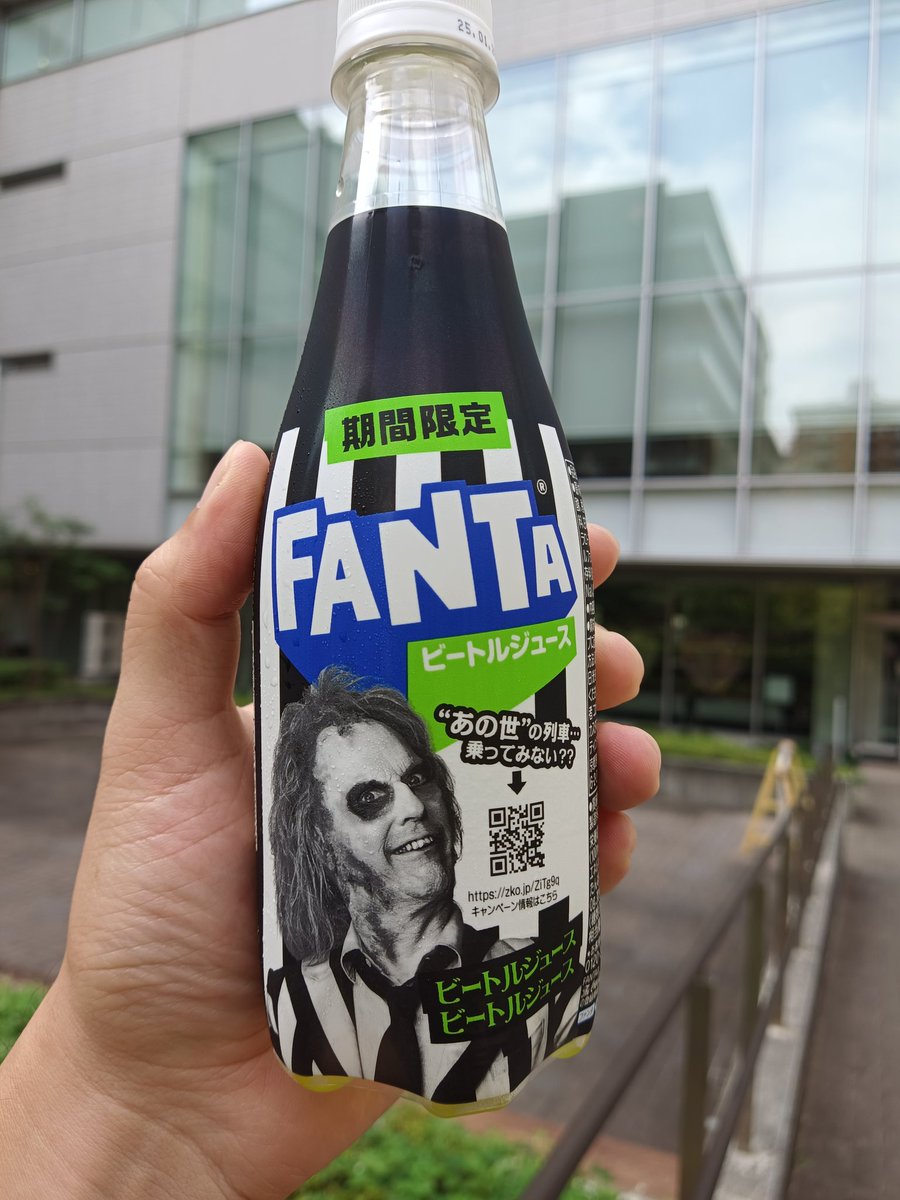 25.01.
期間限定
FANTA®
ビートルジュース
“あの世”の列車…
乗ってみない??
https://zko.jp/ZiTg9q
キャンペーン情報はこちら
ビートルジュース
ビートルジュース